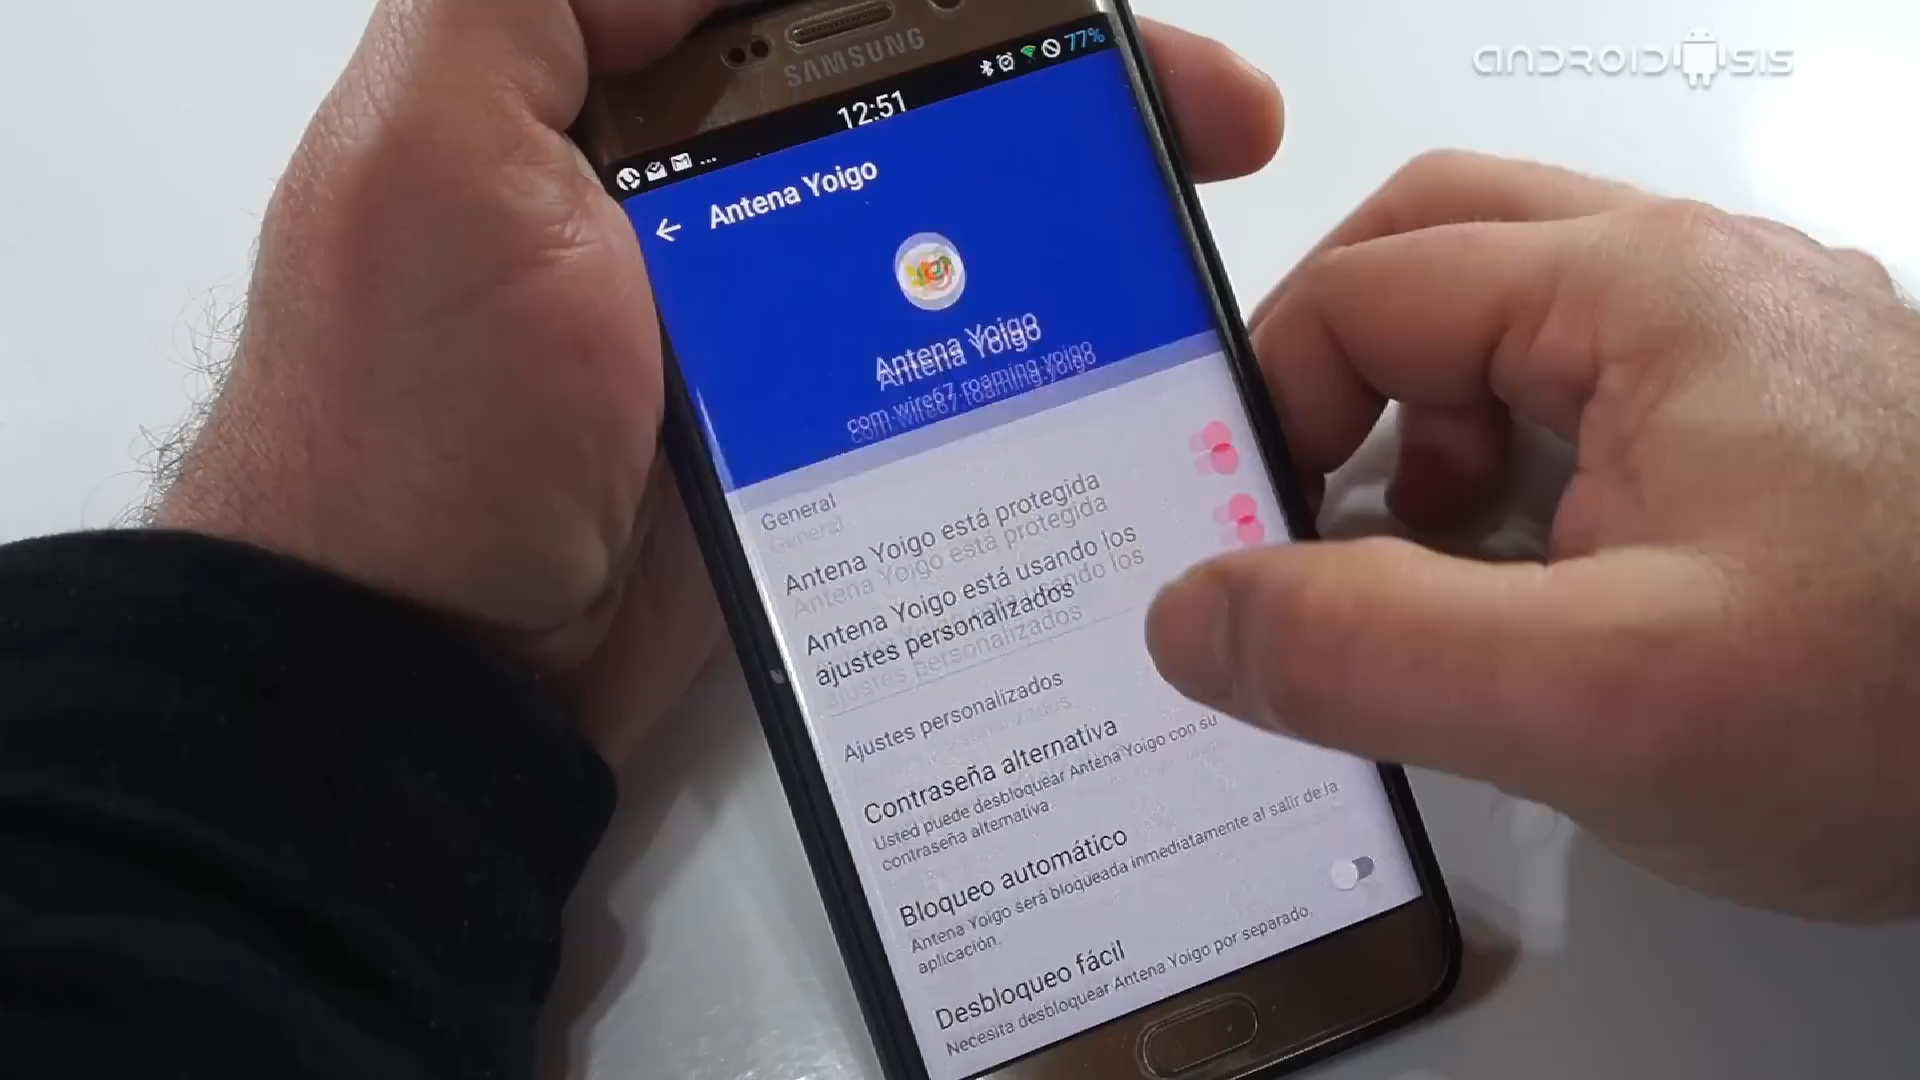 ANDROIDSIS
SAMSUNG
77%
12:51
...
Antena Yoigo
Antena Yoigo
com.wire67.roaming.yoigo
General
Antena Yoigo está protegida
Antena Yoigo está usando los
ajustes personalizados
Ajustes personalizados
Contraseña alternativa
Usted puede desbloquear Antena Yoigo con su
contraseña alternativa.
Bloqueo automático
Antena Yoigo será bloqueada inmediatamente al salir de la
aplicación.
Desbloqueo fácil
Necesita desbloquear Antena Yoigo por separado.